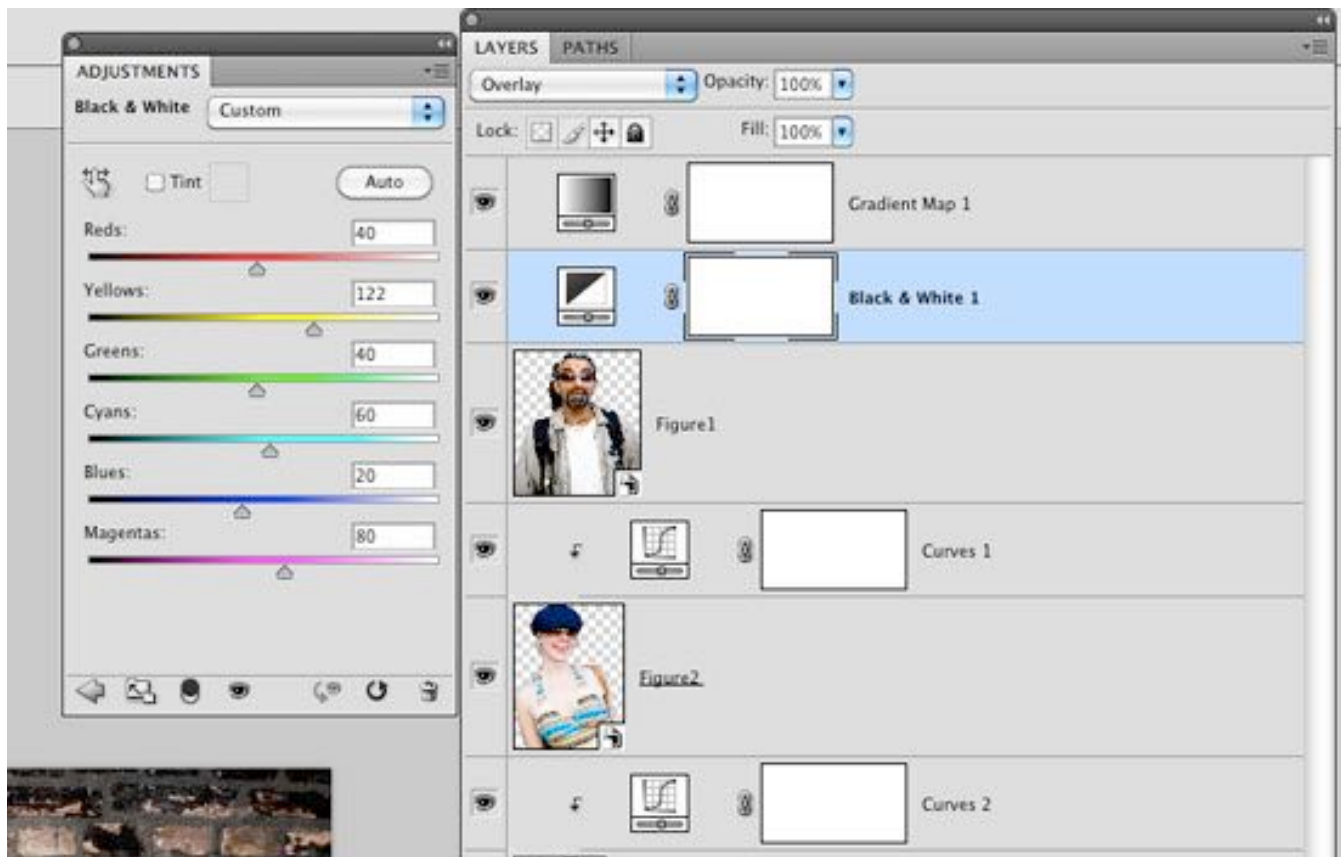 ADJUSTMENTS
Black & White Custom
Tint Auto
Reds: 40
Yellows: 122
Greens: 40
Cyans: 60
Blues: 20
Magentas: 80
LAYERS PATHS
Overlay Opacity: 100%
Lock: Fill: 100%
Gradient Map 1
Black & White 1
Figure1
Curves 1
Figure2
Curves 2